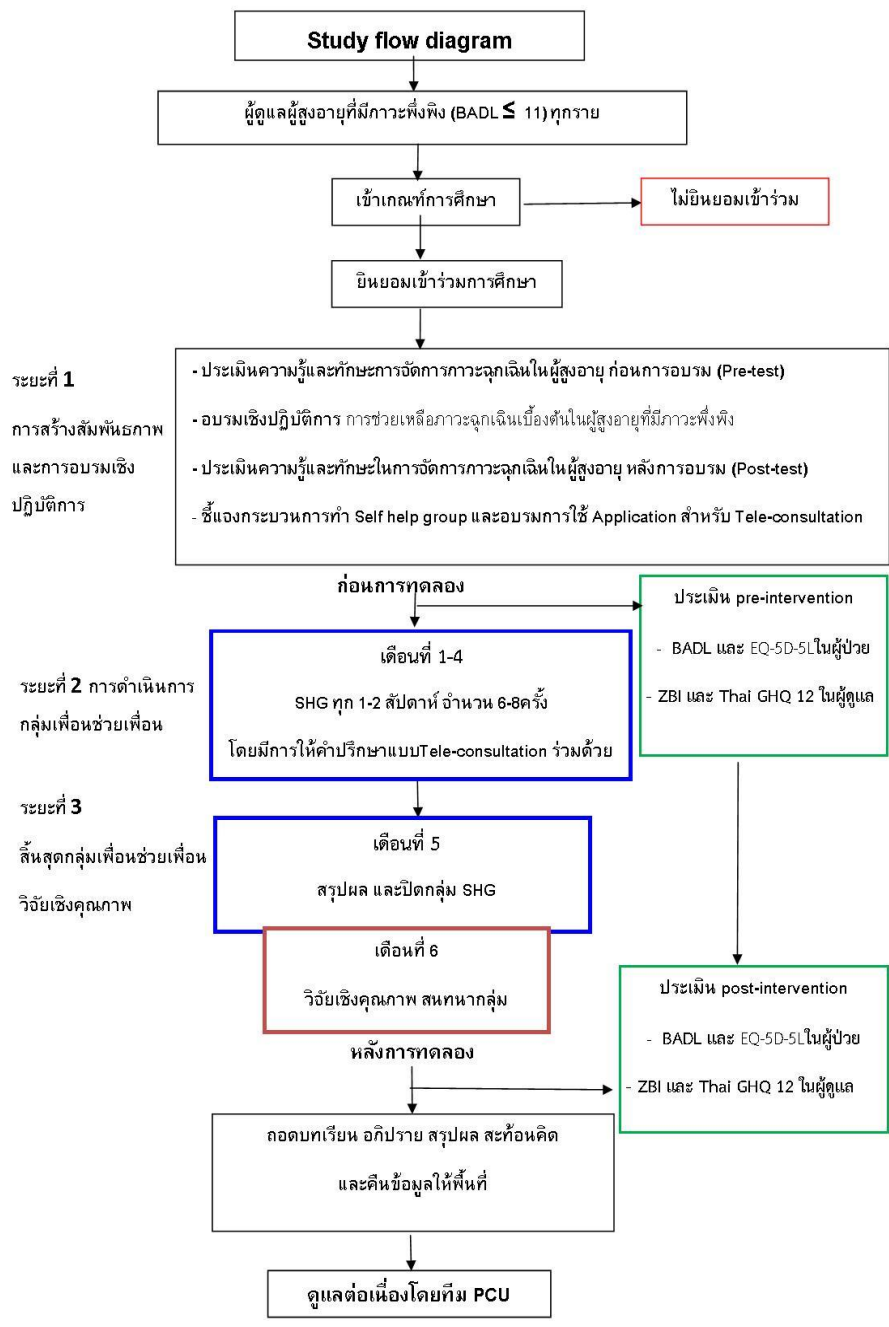 Study flow diagram
ผู้ดูแลผู้สูงอายุที่มีภาวะพึ่งพิง (BADL ≤ 11) ทุกราย
เข้าเกณฑ์การศึกษา
ไม่ยินยอมเข้าร่วม
ยินยอมเข้าร่วมการศึกษา
ระยะที่ 1
การสร้างสัมพันธภาพ
และการอบรมเชิง
ปฏิบัติการ
- ประเมินความรู้และทักษะการจัดการภาวะฉุกเฉินในผู้สูงอายุ ก่อนการอบรม (Pre-test)
- อบรมเชิงปฏิบัติการ การช่วยเหลือภาวะฉุกเฉินเบื้องต้นในผู้สูงอายุที่มีภาวะพึ่งพิง
- ประเมินความรู้และทักษะในการจัดการภาวะฉุกเฉินในผู้สูงอายุ หลังการอบรม (Post-test)
- ชี้แจงกระบวนการทำ Self help group และอบรมการใช้ Application สำหรับ Tele-consultation
ก่อนการทดลอง
ประเมิน pre-intervention
- BADL และ EQ-5D-5Lในผู้ป่วย
- ZBI และ Thai GHQ 12 ในผู้ดูแล
ระยะที่ 2 การดำเนินการ
กลุ่มเพื่อนช่วยเพื่อน
เดือนที่ 1-4
SHG ทุก 1-2 สัปดาห์ จำนวน 6-8ครั้ง
โดยมีการให้คำปรึกษาแบบTele-consultation ร่วมด้วย
ระยะที่ 3
สิ้นสุดกลุ่มเพื่อนช่วยเพื่อน
วิจัยเชิงคุณภาพ
เดือนที่ 5
สรุปผล และปิดกลุ่ม SHG
เดือนที่ 6
วิจัยเชิงคุณภาพ สนทนากลุ่ม
หลังการทดลอง
ประเมิน post-intervention
- BADL และ EQ-5D-5Lในผู้ป่วย
- ZBI และ Thai GHQ 12 ในผู้ดูแล
ถอดบทเรียน อภิปราย สรุปผล สะท้อนคิด
และคืนข้อมูลให้พื้นที่
ดูแลต่อเนื่องโดยทีม PCU